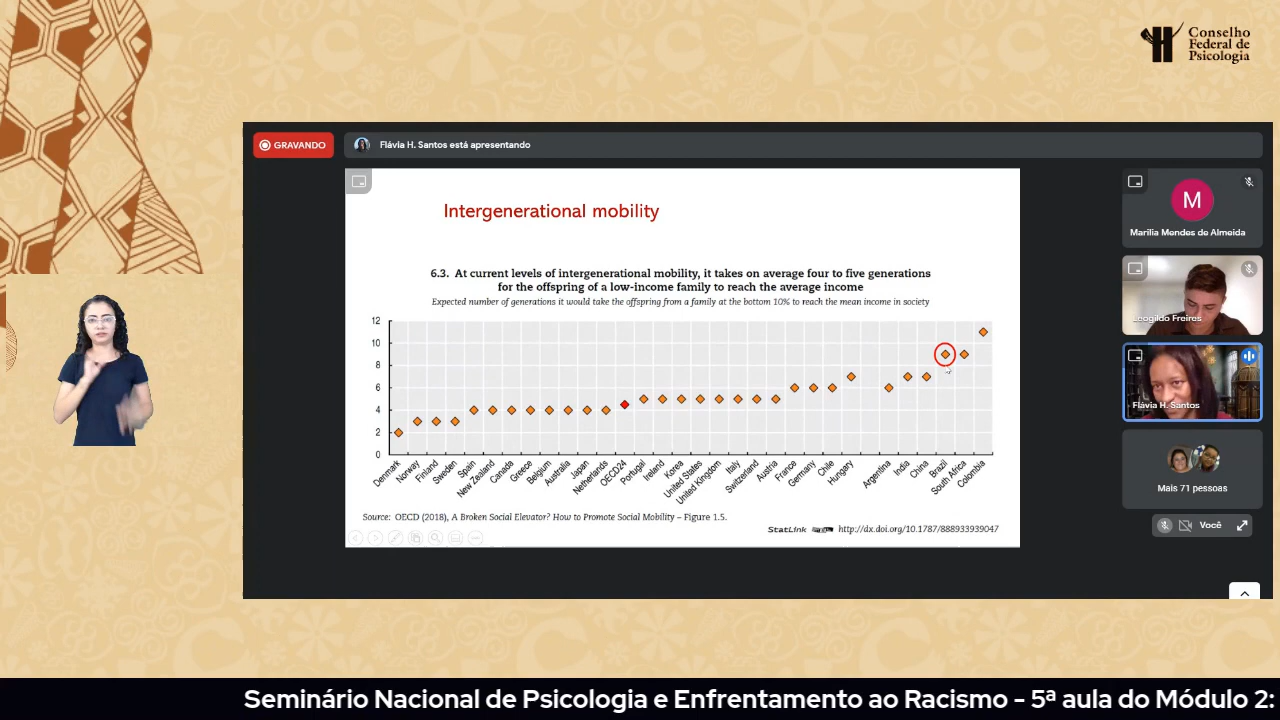 Conselho
Federal de
Psicologia
GRAVANDO
Flávia H. Santos está apresentando
Intergenerational mobility
6.3. At current levels of intergenerational mobility, it takes on average four to five generations
for the offspring of a low-income family to reach the average income
Expected number of generations it would take the offspring from a family at the bottom 10% to reach the mean income in society
12
10
8
6
4
2
0
Denmark
Norway
Finland
Sweden
Spain
New Zealand
Canada
Greece
Belgium
Australia
Japan
Netherlands
OECD24
Portugal
Ireland
Korea
United States
United Kingdom
Italy
Switzerland
Austria
France
Germany
Chile
Hungary
Argentina
India
China
Brazil
South Africa
Colombia
Source: OECD (2018), A Broken Social Elevator? How to Promote Social Mobility – Figure 1.5.
StatLink http://dx.doi.org/10.1787/888933939047
M
Marilia Mendes de Almeida
Leogildo Freires
Flávia H. Santos
Mais 71 pessoas
Você
Seminário Nacional de Psicologia e Enfrentamento ao Racismo - 5ª aula do Módulo 2: